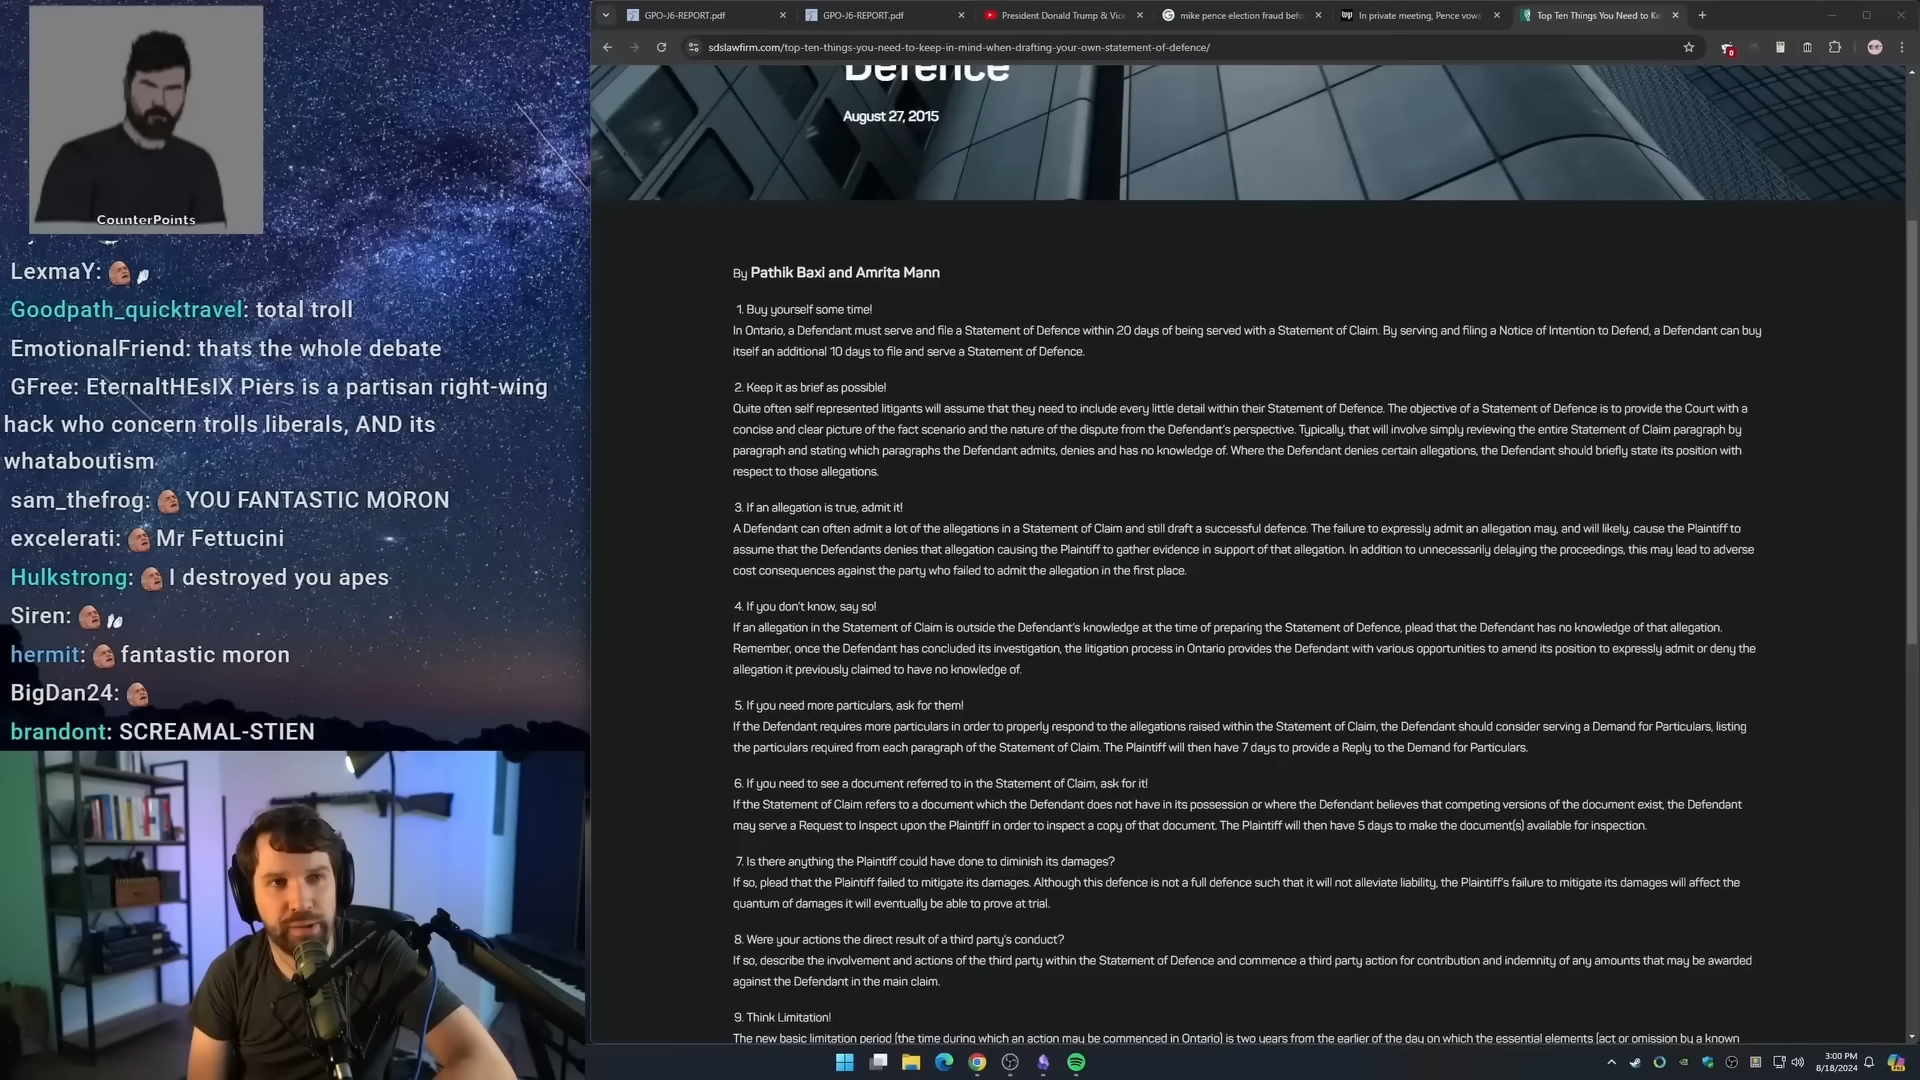 GPO-J6-REPORT.pdf
GPO-J6-REPORT.pdf
President Donald Trump & Vice
mike pence election fraud befo
In private meeting, Pence vows
Top Ten Things You Need to Ke
sdslawfirm.com/top-ten-things-you-need-to-keep-in-mind-when-drafting-your-own-statement-of-defence/
Defence
August 27, 2015
By Pathik Baxi and Amrita Mann
1. Buy yourself some time!
In Ontario, a Defendant must serve and file a Statement of Defence within 20 days of being served with a Statement of Claim. By serving and filing a Notice of Intention to Defend, a Defendant can buy
itself an additional 10 days to file and serve a Statement of Defence.
2. Keep it as brief as possible!
Quite often self represented litigants will assume that they need to include every little detail within their Statement of Defence. The objective of a Statement of Defence is to provide the Court with a
concise and clear picture of the fact scenario and the nature of the dispute from the Defendant's perspective. Typically, that will involve simply reviewing the entire Statement of Claim paragraph by
paragraph and stating which paragraphs the Defendant admits, denies and has no knowledge of. Where the Defendant denies certain allegations, the Defendant should briefly state its position with
respect to those allegations.
3. If an allegation is true, admit it!
A Defendant can often admit a lot of the allegations in a Statement of Claim and still draft a successful defence. The failure to expressly admit an allegation may, and will likely, cause the Plaintiff to
assume that the Defendants denies that allegation causing the Plaintiff to gather evidence in support of that allegation. In addition to unnecessarily delaying the proceedings, this may lead to adverse
cost consequences against the party who failed to admit the allegation in the first place.
4. If you don't know, say so!
If an allegation in the Statement of Claim is outside the Defendant's knowledge at the time of preparing the Statement of Defence, plead that the Defendant has no knowledge of that allegation.
Remember, once the Defendant has concluded its investigation, the litigation process in Ontario provides the Defendant with various opportunities to amend its position to expressly admit or deny the
allegation it previously claimed to have no knowledge of.
5. If you need more particulars, ask for them!
If the Defendant requires more particulars in order to properly respond to the allegations raised within the Statement of Claim, the Defendant should consider serving a Demand for Particulars, listing
the particulars required from each paragraph of the Statement of Claim. The Plaintiff will then have 7 days to provide a Reply to the Demand for Particulars.
6. If you need to see a document referred to in the Statement of Claim, ask for it!
If the Statement of Claim refers to a document which the Defendant does not have in its possession or where the Defendant believes that competing versions of the document exist, the Defendant
may serve a Request to Inspect upon the Plaintiff in order to inspect a copy of that document. The Plaintiff will then have 5 days to make the document(s) available for inspection.
7. Is there anything the Plaintiff could have done to diminish its damages?
If so, plead that the Plaintiff failed to mitigate its damages. Although this defence is not a full defence such that it will not alleviate liability, the Plaintiff's failure to mitigate its damages will affect the
quantum of damages it will eventually be able to prove at trial.
8. Were your actions the direct result of a third party's conduct?
If so, describe the involvement and actions of the third party within the Statement of Defence and commence a third party action for contribution and indemnity of any amounts that may be awarded
against the Defendant in the main claim.
9. Think Limitation!
The new basic limitation period (the time during which an action may be commenced in Ontario) is two years from the earlier of the day on which the essential elements (act or omission by a known
CounterPoints
LexmaY:
Goodpath_quicktravel: total troll
EmotionalFriend: thats the whole debate
GFree: EternaltHEsIX Piers is a partisan right-wing
hack who concern trolls liberals, AND its
whataboutism
sam_thefrog: YOU FANTASTIC MORON
excelerati: Mr Fettucini
Hulkstrong: I destroyed you apes
Siren:
hermit: fantastic moron
BigDan24:
brandont: SCREAMAL-STIEN
3:00 PM
8/18/2024